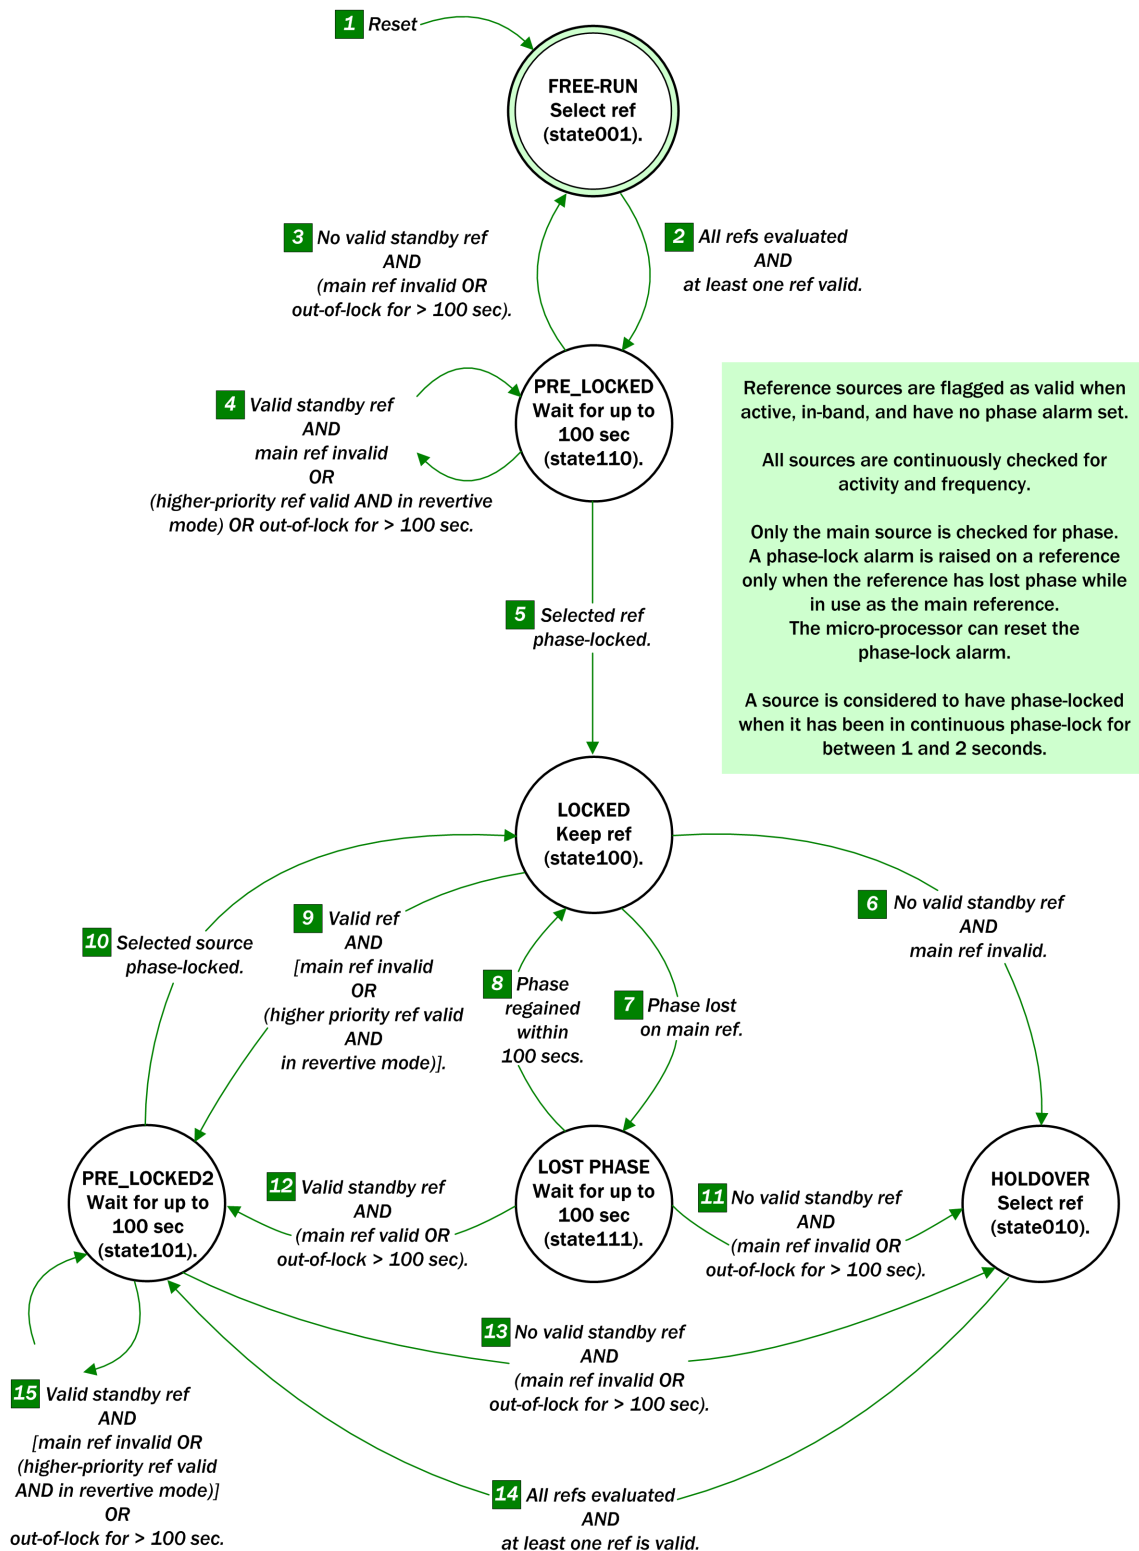 1 Reset
FREE-RUN
Select ref
(state001).
3 No valid standby ref
AND
(main ref invalid OR
out-of-lock for > 100 sec).
2 All refs evaluated
AND
at least one ref valid.
PRE_LOCKED
Wait for up to
100 sec
(state110).
4 Valid standby ref
AND
main ref invalid
OR
(higher-priority ref valid AND in revertive
mode) OR out-of-lock for > 100 sec.
Reference sources are flagged as valid when
active, in-band, and have no phase alarm set.
All sources are continuously checked for
activity and frequency.
Only the main source is checked for phase.
A phase-lock alarm is raised on a reference
only when the reference has lost phase while
in use as the main reference.
The micro-processor can reset the
phase-lock alarm.
A source is considered to have phase-locked
when it has been in continuous phase-lock for
between 1 and 2 seconds.
5 Selected ref
phase-locked.
LOCKED
Keep ref
(state100).
6 No valid standby ref
AND
main ref invalid.
10 Selected source
phase-locked.
9 Valid ref
AND
[main ref invalid
OR
(higher priority ref valid
AND
in revertive mode)].
8 Phase
regained
within
100 secs.
7 Phase lost
on main ref.
PRE_LOCKED2
Wait for up to
100 sec
(state101).
12 Valid standby ref
AND
(main ref valid OR
out-of-lock > 100 sec).
LOST PHASE
Wait for up to
100 sec
(state111).
11 No valid standby ref
AND
(main ref invalid OR
out-of-lock for > 100 sec).
HOLDOVER
Select ref
(state010).
13 No valid standby ref
AND
(main ref invalid OR
out-of-lock for > 100 sec).
15 Valid standby ref
AND
[main ref invalid OR
(higher-priority ref valid
AND in revertive mode)]
OR
out-of-lock for > 100 sec.
14 All refs evaluated
AND
at least one ref is valid.